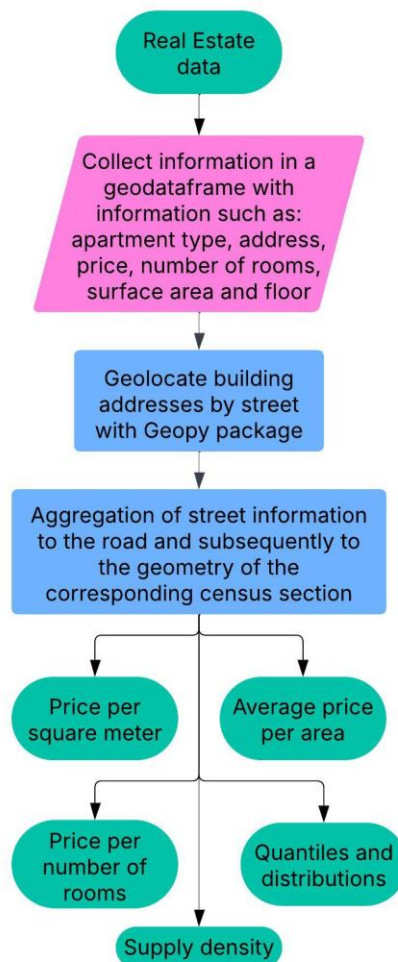 Real Estate
data
Collect information in a
geodataframe with
information such as:
apartment type, address,
price, number of rooms,
surface area and floor
Geolocate building
addresses by street
with Geopy package
Aggregation of street information
to the road and subsequently to
the geometry of the
corresponding census section
Price per
square meter
Average price
per area
Price per
number of
rooms
Quantiles and
distributions
Supply density